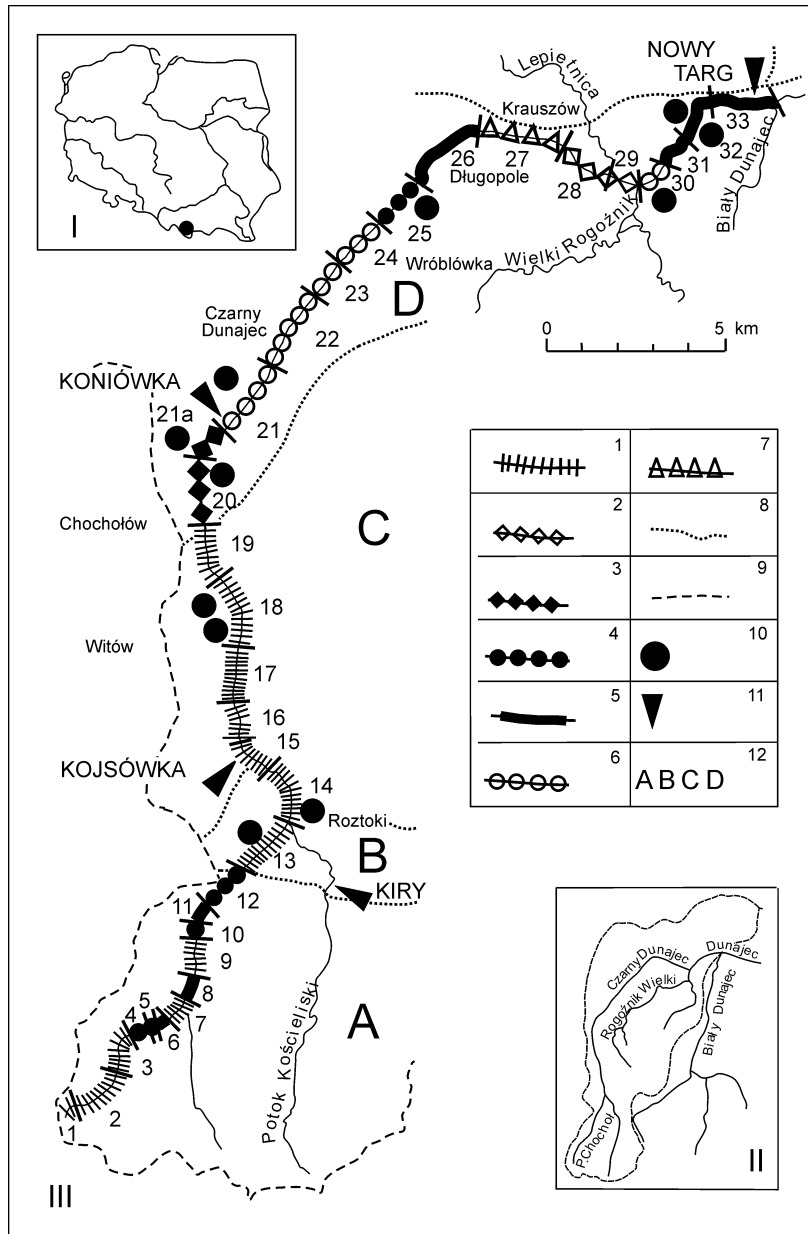 I
Lepietnica
NOWY
TARG
Krauszów
33
32
31
30
29
28
27
26
Długopole
25
24
Wróblówka
Wielki Rogoźnik
Biały Dunajec
D
23
Czarny
Dunajec
22
0 5 km
KONIÓWKA
21a
21
20
Chochołów
C
19
18
Witów
17
16
15
KOJSÓWKA
14
Roztoki
13
B
KIRY
12
11
10
9
8
7
A
6
5
4
3
2
1
Potok Kościeliski
III
1
2
3
4
5
6
7
8
9
10
11
12
A B C D
Dunajec
Czarny Dunajec
Rogoźnik Wielki
Biały Dunajec
P.Chochoł
II